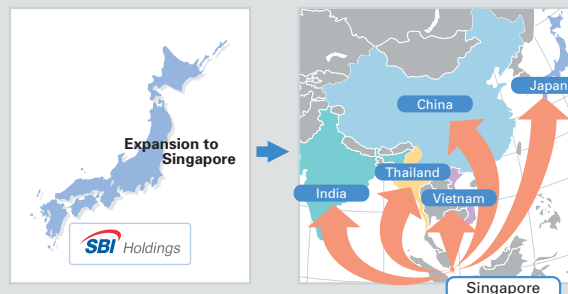 Expansion to
Singapore
SBI Holdings
Japan
China
Thailand
India
Vietnam
Singapore